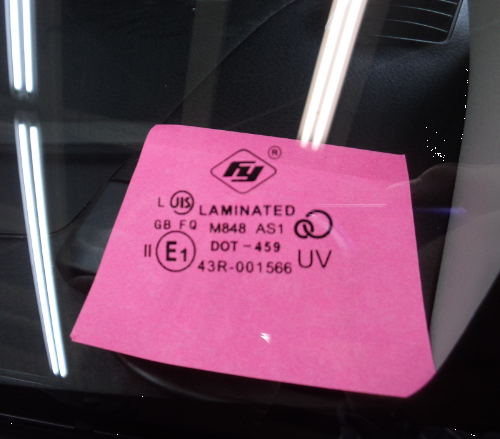 FY ®
L JIS LAMINATED
GB FQ M848 AS1
DOT-459
II E1 43R-001566 UV